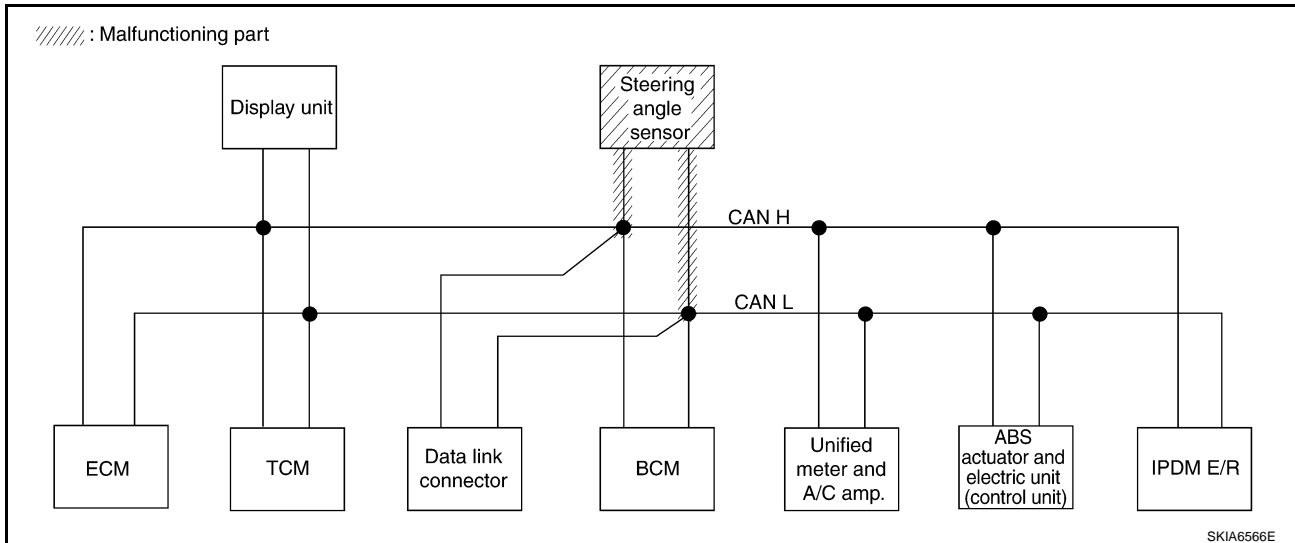 : Malfunctioning part
Display unit
Steering
angle
sensor
CAN H
CAN L
ECM
TCM
Data link
connector
BCM
Unified
meter and
A/C amp.
ABS
actuator and
electric unit
(control unit)
IPDM E/R
SKIA6566E